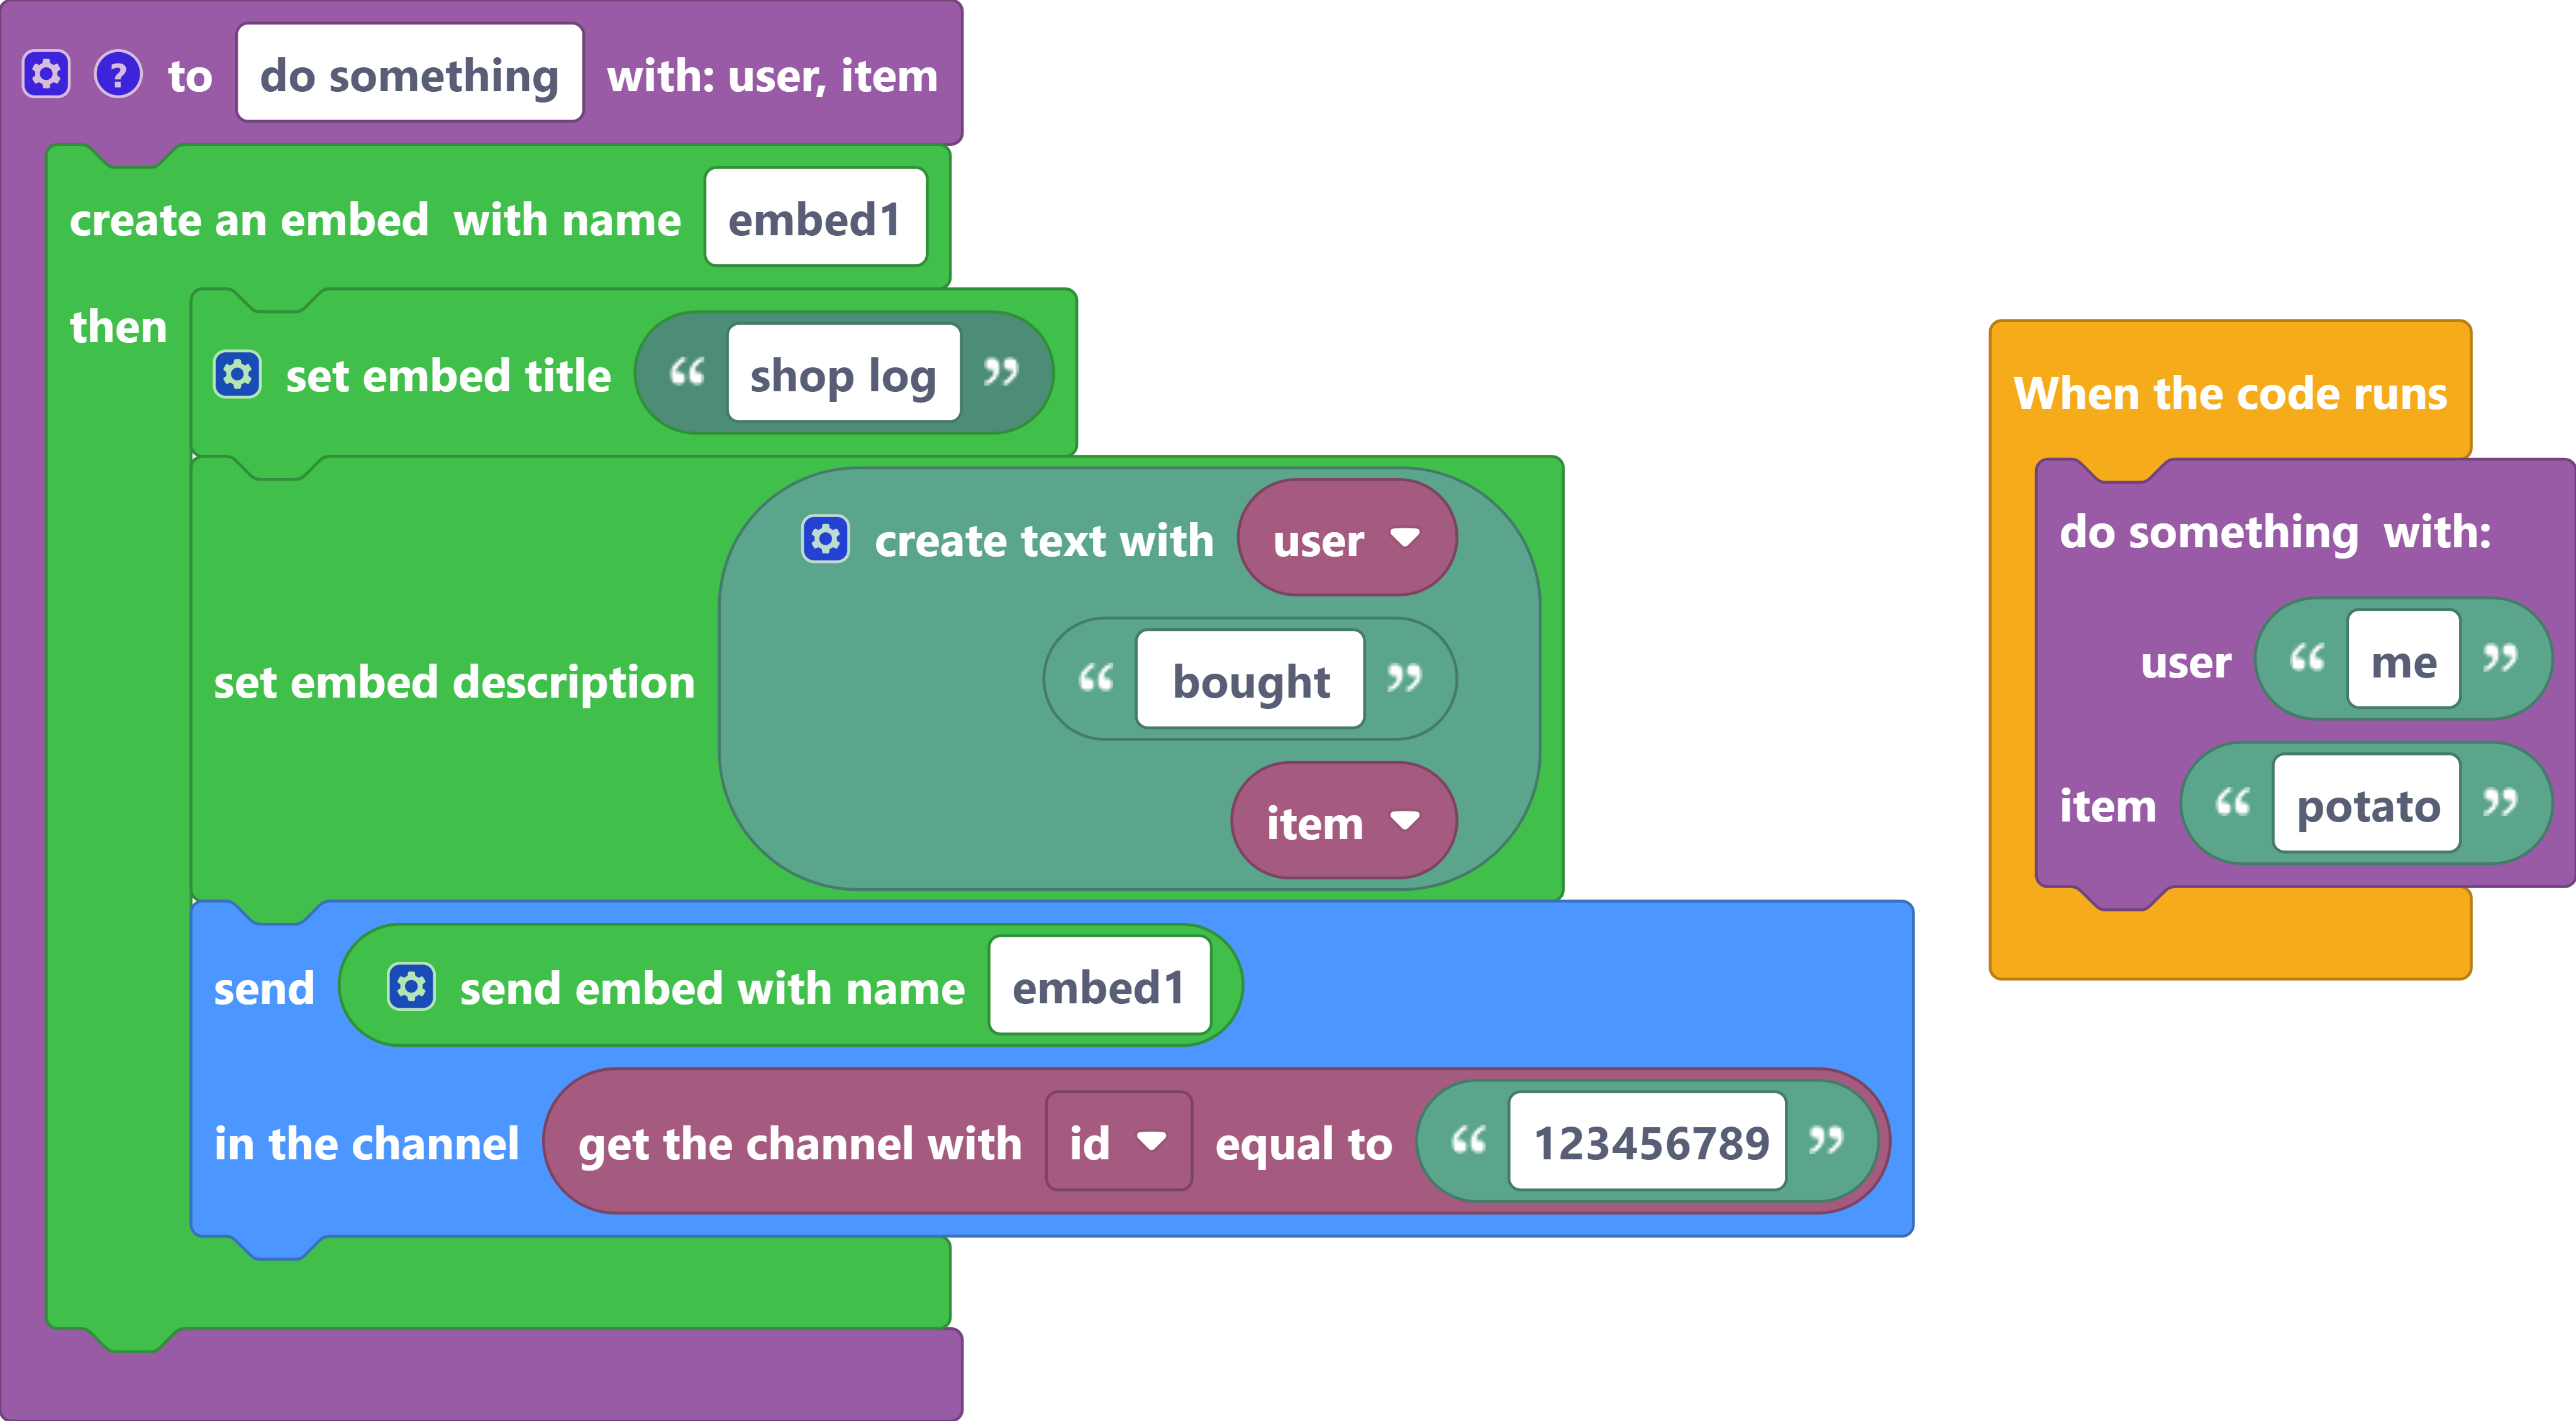 ? to do something with: user, item
create an embed with name embed1
then
set embed title “ shop log ”
set embed description
create text with user
“ bought ”
item
send send embed with name embed1
in the channel get the channel with id equal to “ 123456789 ”
When the code runs
do something with:
user “ me ”
item “ potato ”